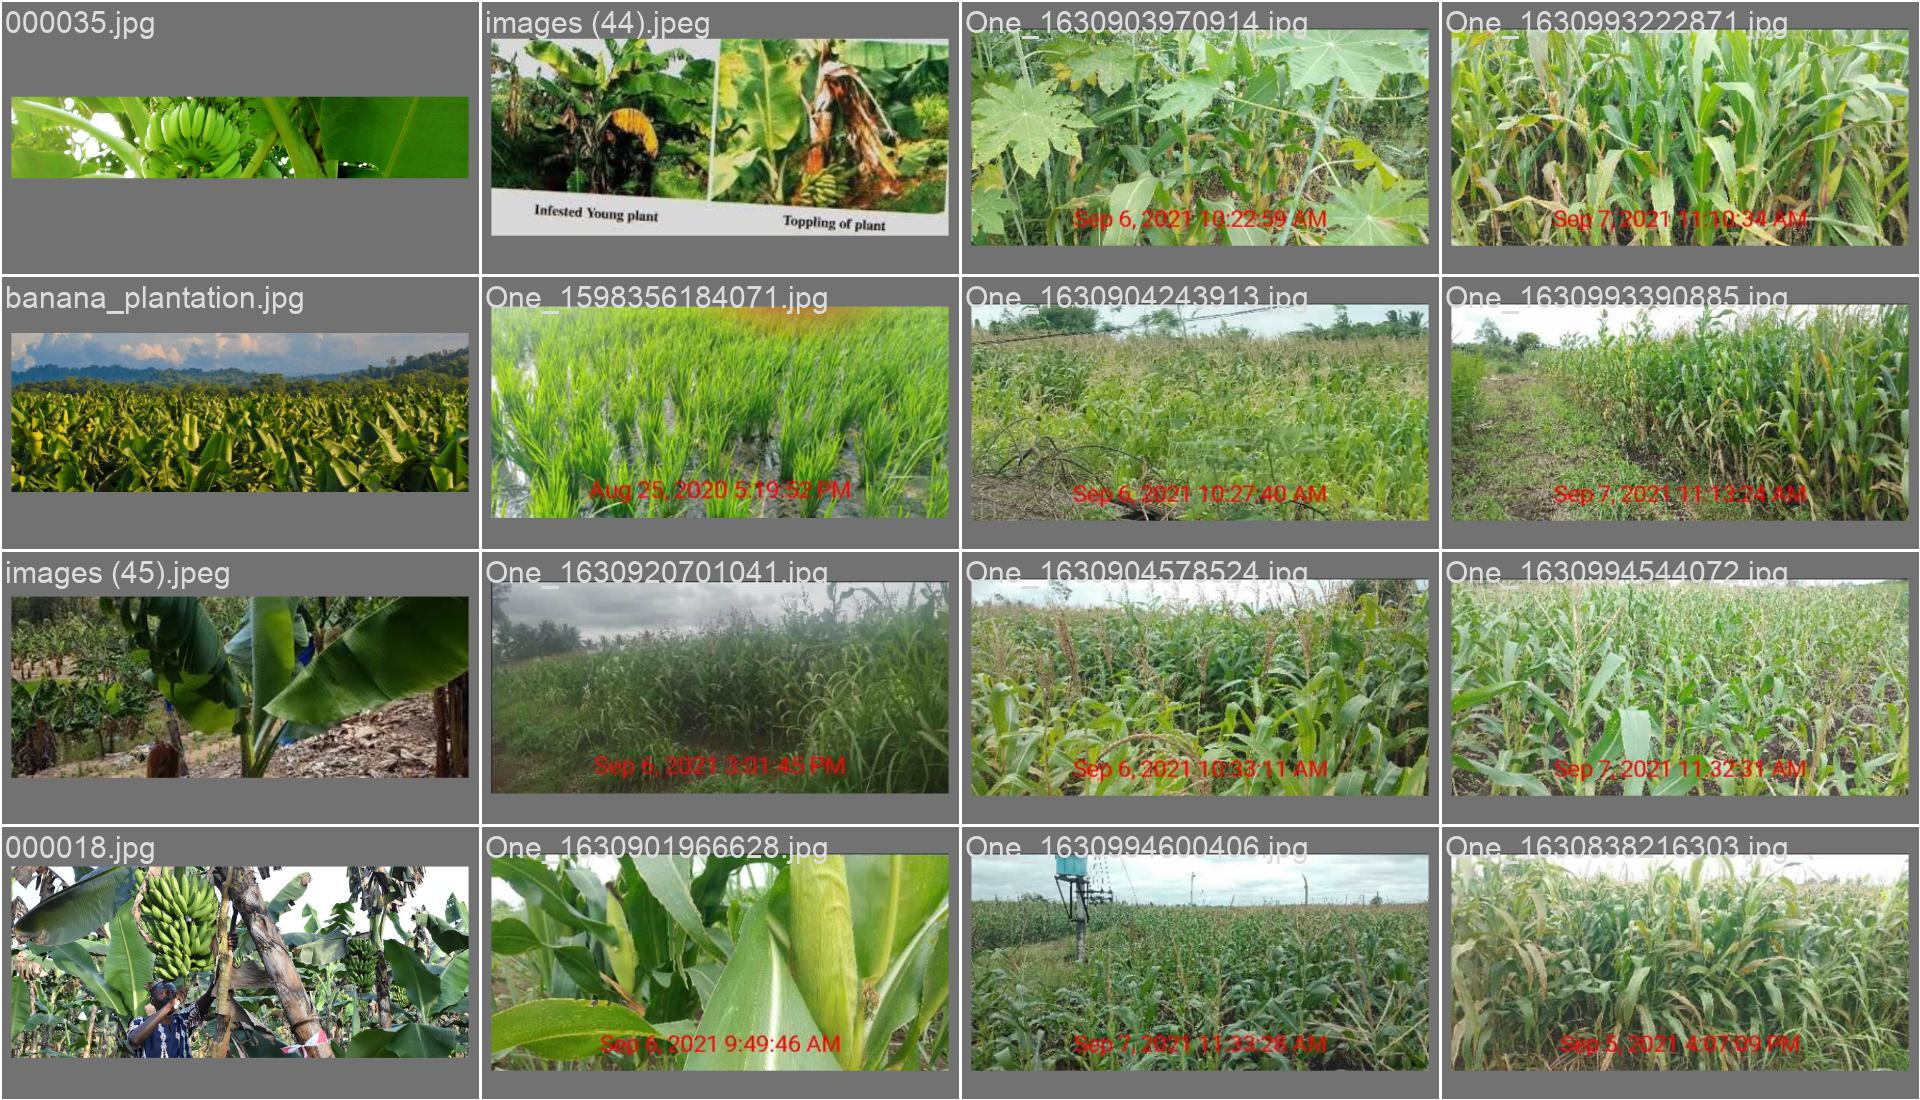 000035.jpg
images (44).jpeg
Infested Young plant
Toppling of plant
One_1630903970914.jpg
Sep 6, 2021 10:22:59 AM
One_1630993222871.jpg
Sep 7, 2021 11:10:34 AM
banana_plantation.jpg
One_1598356184071.jpg
Aug 25, 2020 5:19:52 PM
One_1630904243913.jpg
Sep 6, 2021 10:27:40 AM
One_1630993390885.jpg
Sep 7, 2021 11:13:24 AM
images (45).jpeg
One_1630920701041.jpg
Sep 6, 2021 3:01:45 PM
One_1630904578524.jpg
Sep 6, 2021 10:33:11 AM
One_1630994544072.jpg
Sep 7, 2021 11:32:31 AM
000018.jpg
One_1630901966628.jpg
Sep 6, 2021 9:49:46 AM
One_1630994600406.jpg
Sep 7, 2021 11:33:28 AM
One_1630838216303.jpg
Sep 5, 2021 4:07:09 PM